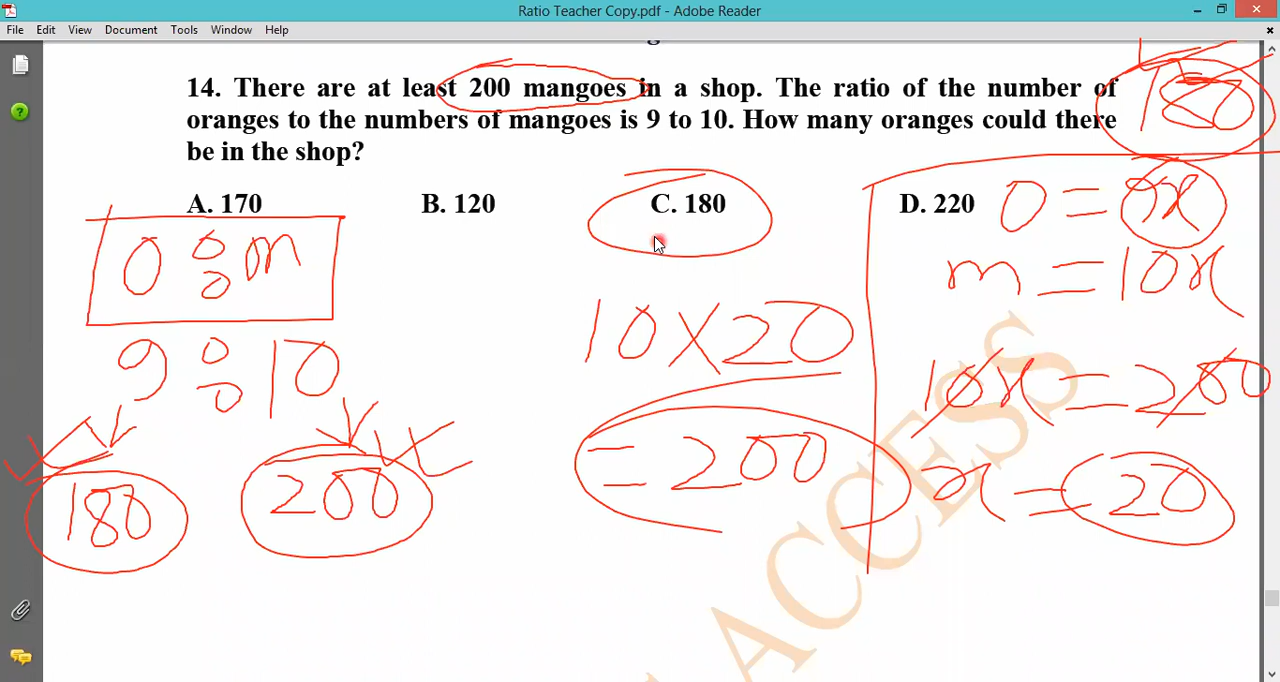 Ratio Teacher Copy.pdf - Adobe Reader
File Edit View Document Tools Window Help
14. There are at least 200 mangoes in a shop. The ratio of the number of
oranges to the numbers of mangoes is 9 to 10. How many oranges could there
be in the shop?
A. 170 B. 120 C. 180 D. 220
180
O : m
9 : 10
180 200
10 X 20
= 200
O = 9x
m = 10x
10x = 200
x = 20
ACCESS